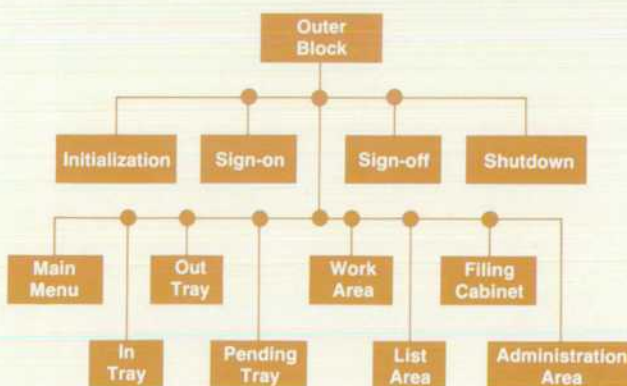 Outer
Block
Initialization
Sign-on
Sign-off
Shutdown
Main
Menu
Out
Tray
Work
Area
Filing
Cabinet
In
Tray
Pending
Tray
List
Area
Administration
Area